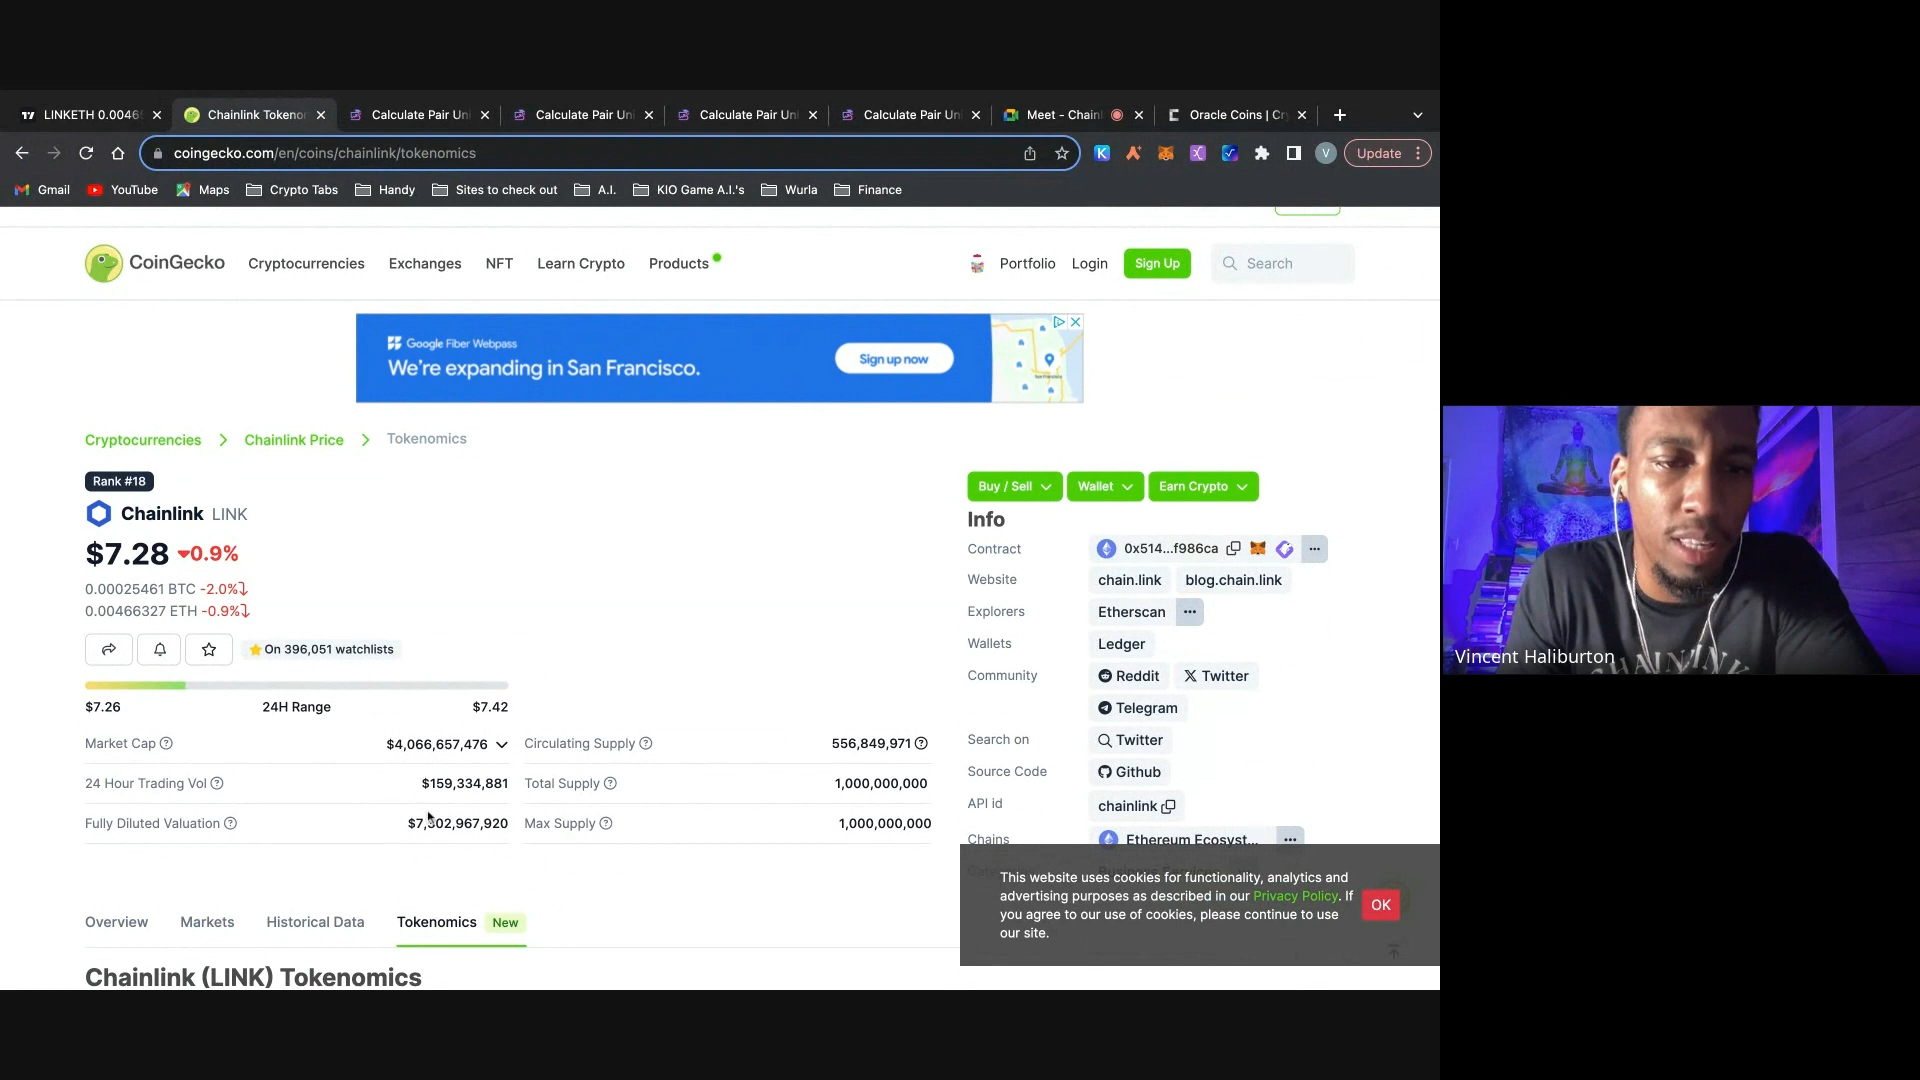 LINKETH 0.0046
Chainlink Tokeno
Calculate Pair Un
Calculate Pair Un
Calculate Pair Un
Calculate Pair Un
Meet - Chain
Oracle Coins | Cr
coingecko.com/en/coins/chainlink/tokenomics
V
Update
Gmail
YouTube
Maps
Crypto Tabs
Handy
Sites to check out
A.I.
KIO Game A.I.'s
Wurla
Finance
CoinGecko
Cryptocurrencies
Exchanges
NFT
Learn Crypto
Products
Portfolio
Login
Sign Up
Search
Google Fiber Webpass
We're expanding in San Francisco.
Sign up now
Cryptocurrencies
Chainlink Price
Tokenomics
Rank #18
Chainlink LINK
$7.28 0.9%
0.00025461 BTC -2.0%
0.00466327 ETH -0.9%
On 396,051 watchlists
$7.26 24H Range $7.42
Market Cap $4,066,657,476
Circulating Supply 556,849,971
24 Hour Trading Vol $159,334,881
Total Supply 1,000,000,000
Fully Diluted Valuation $7,302,967,920
Max Supply 1,000,000,000
Buy / Sell
Wallet
Earn Crypto
Info
Contract 0x514...f986ca
Website chain.link blog.chain.link
Explorers Etherscan
Wallets Ledger
Community Reddit Twitter
Telegram
Search on Twitter
Source Code Github
API id chainlink
Chains Ethereum Ecosyst...
This website uses cookies for functionality, analytics and
advertising purposes as described in our Privacy Policy. If
you agree to our use of cookies, please continue to use
our site.
OK
Overview
Markets
Historical Data
Tokenomics
New
Chainlink (LINK) Tokenomics
Vincent Haliburton
CHAINLINK